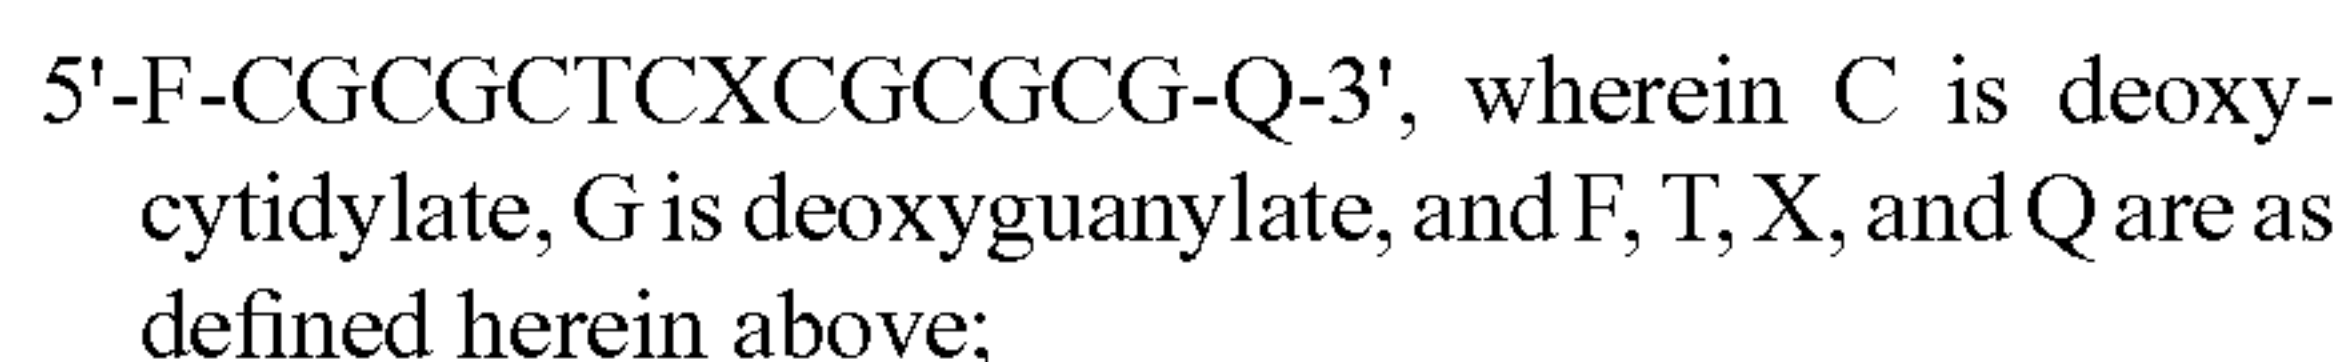 5'-F-CGCGCTCXCGCGCG-Q-3', wherein C is deoxy-
cytidylate, G is deoxyguanylate, and F, T, X, and Q are as
defined herein above;